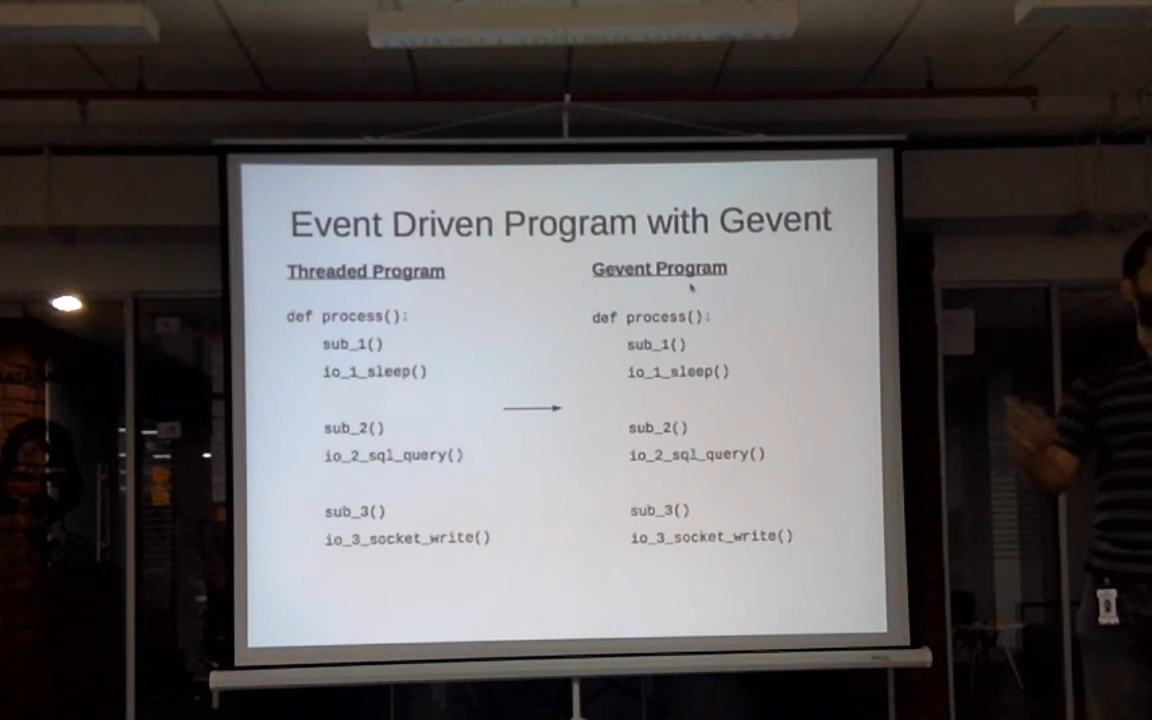 Event Driven Program with Gevent
Threaded Program
def process():
sub_1()
io_1_sleep()
sub_2()
io_2_sql_query()
sub_3()
io_3_socket_write()
Gevent Program
def process():
sub_1()
io_1_sleep()
sub_2()
io_2_sql_query()
sub_3()
io_3_socket_write()